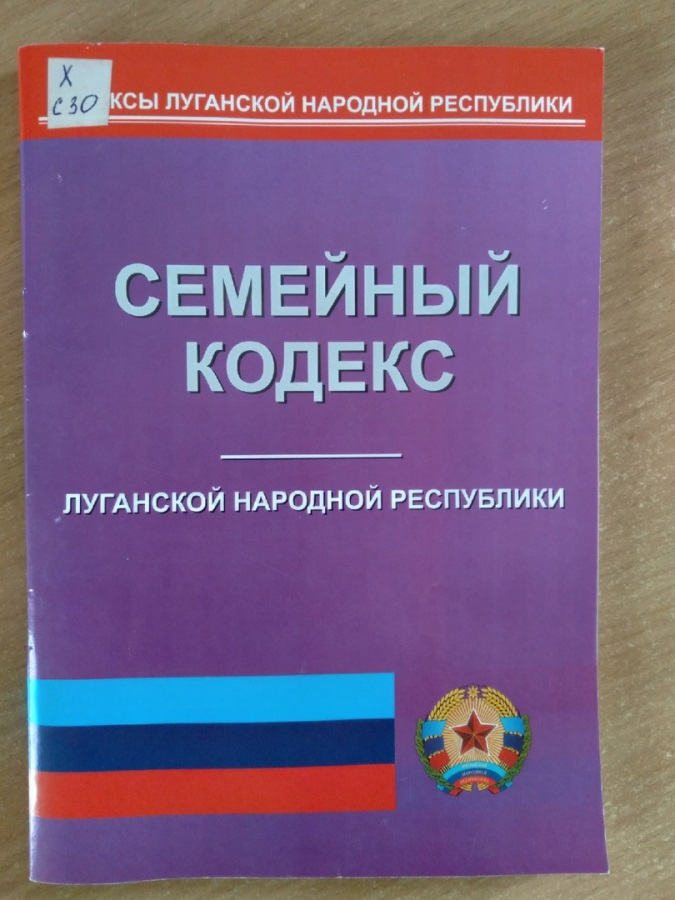 Х
С30
КСЫ ЛУГАНСКОЙ НАРОДНОЙ РЕСПУБЛИКИ
СЕМЕЙНЫЙ
КОДЕКС
ЛУГАНСКОЙ НАРОДНОЙ РЕСПУБЛИКИ